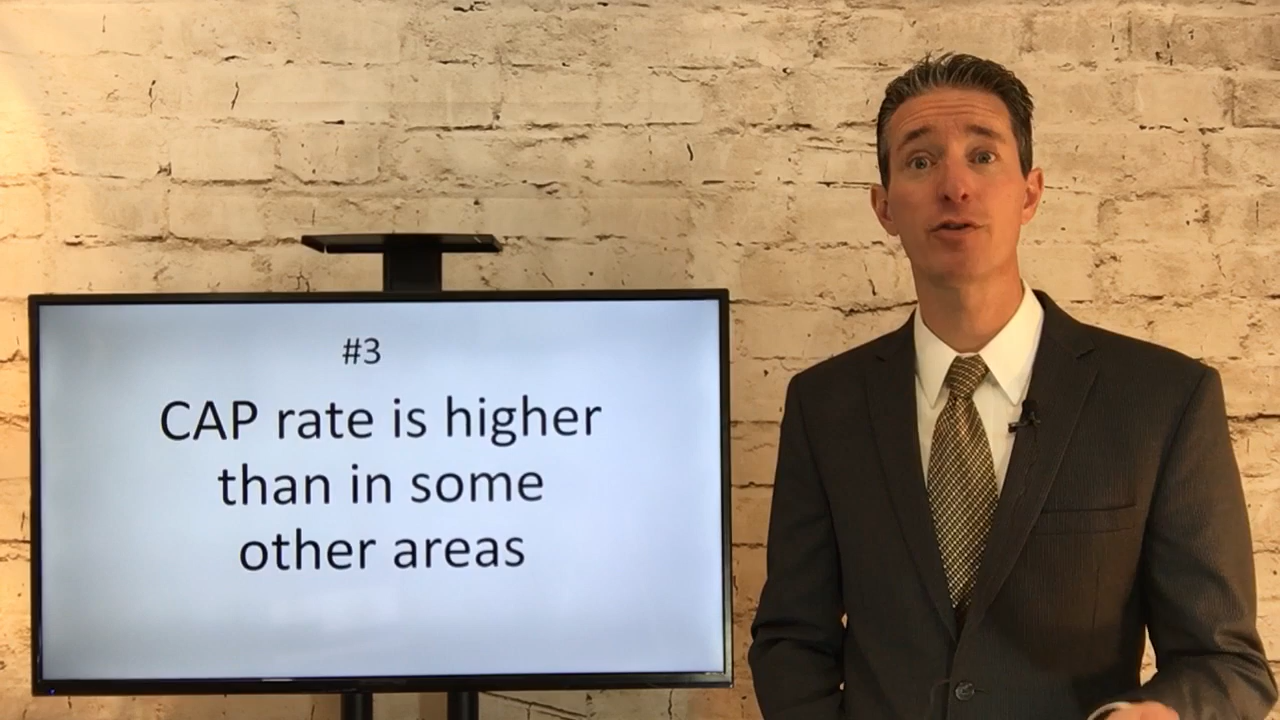 #3
CAP rate is higher
than in some
other areas